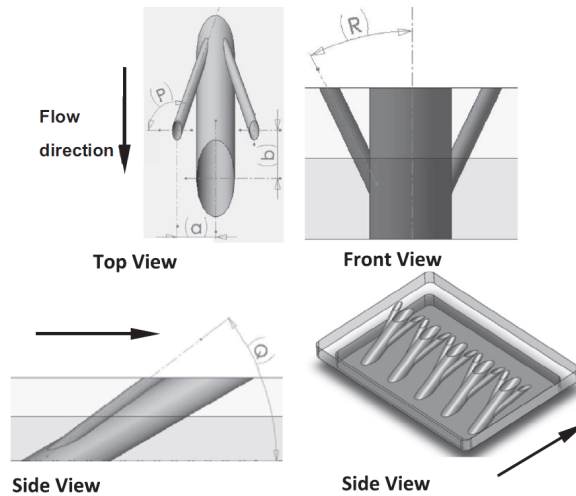 (R)
(P)
Flow
direction
(b)
(a)
Top View
Front View
(Q)
Side View
Side View